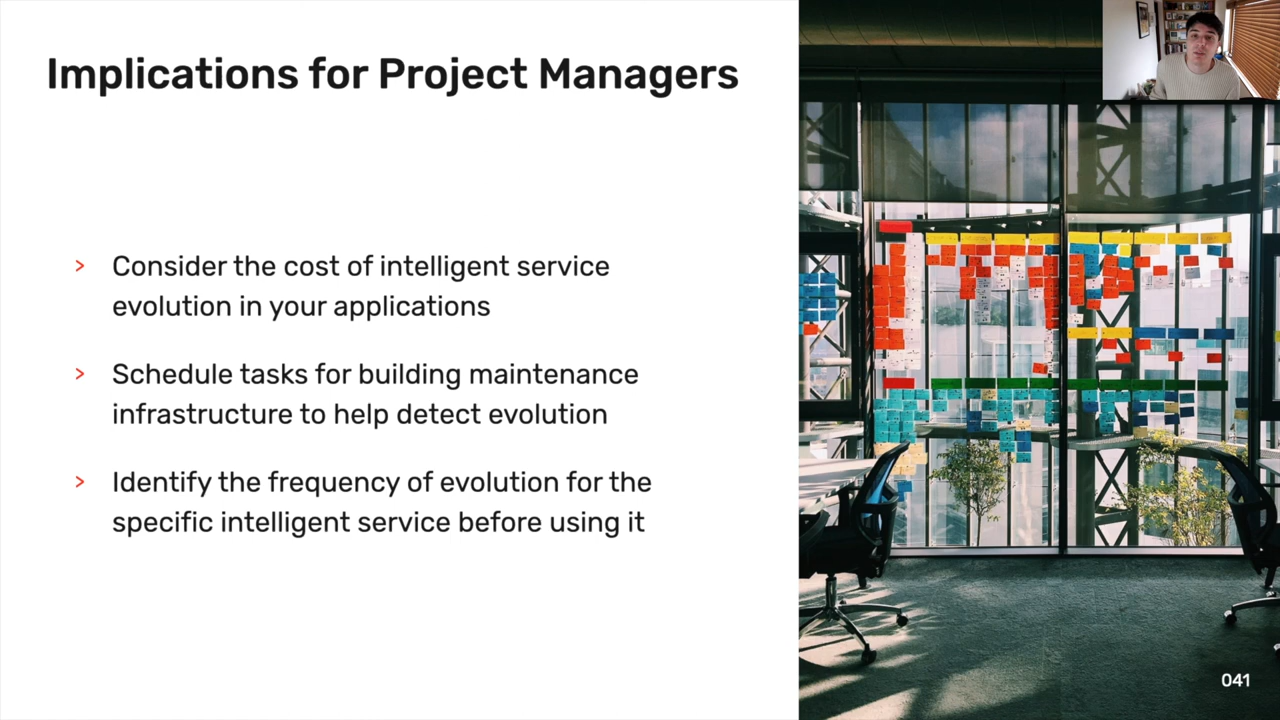 Implications for Project Managers
> Consider the cost of intelligent service
evolution in your applications
> Schedule tasks for building maintenance
infrastructure to help detect evolution
> Identify the frequency of evolution for the
specific intelligent service before using it
041